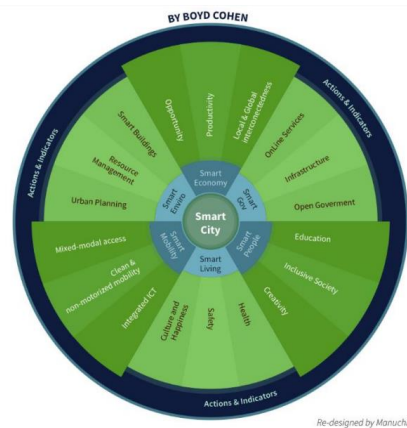 BY BOYD COHEN
Actions & Indicators
Actions & Indicators
Actions & Indicators
Opportunity
Productivity
Local & Global
Interconectedness
OnLine Services
Infrastructure
Open Goverment
Education
Inclusive Society
Creativity
Health
Safety
Culture and
Happiness
Integrated ICT
Clean &
non-motorized mobility
Mixed-modal access
Urban Planning
Resource
Management
Smart Buildings
Smart
Economy
Smart
Gov
Smart
People
Smart
Living
Smart
Mobility
Smart
Enviro
Smart
City
Re-designed by Manuch